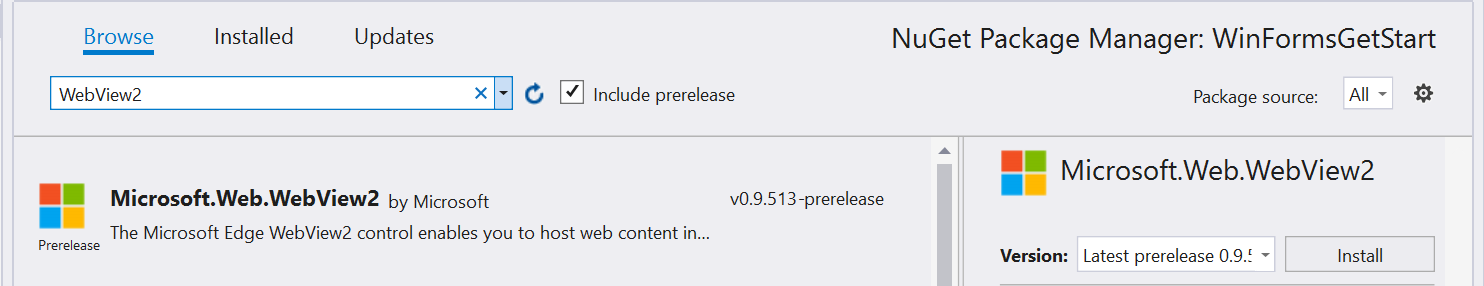 Browse Installed Updates NuGet Package Manager: WinFormsGetStart
WebView2 Include prerelease Package source: All
Microsoft.Web.WebView2 by Microsoft v0.9.513-prerelease
Prerelease
The Microsoft Edge WebView2 control enables you to host web content in...
Microsoft.Web.WebView2
Version: Latest prerelease 0.9. Install